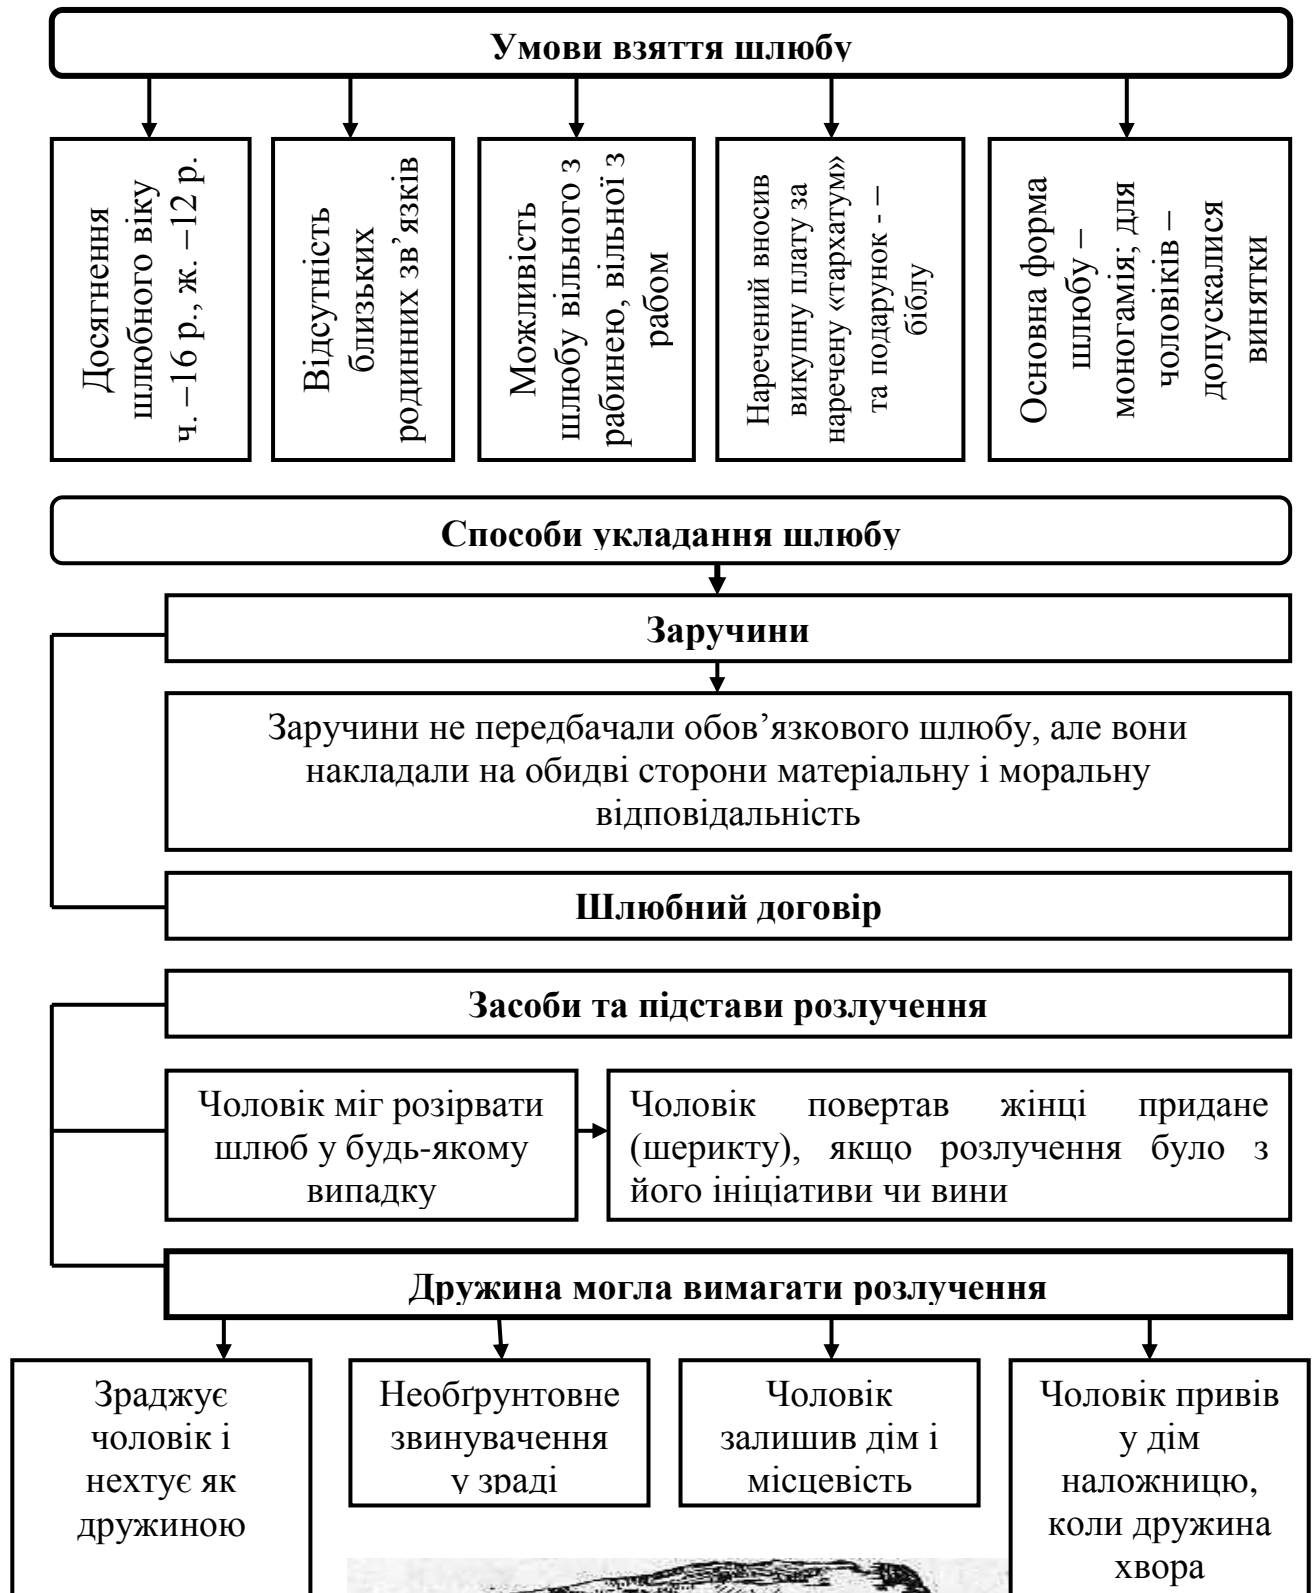 Умови взяття шлюбу
Досягнення
шлюбного віку
ч. –16 р., ж. –12 р.
Відсутність
близьких
родинних зв’язків
Можливість
шлюбу вільного з
рабинею, вільної з
рабом
Наречений вносив
викупну плату за
наречену «тархатум»
та подарунок - –
біблу
Основна форма
шлюбу –
моногамія; для
чоловіків –
допускалися
винятки
Способи укладання шлюбу
Заручини
Заручини не передбачали обов’язкового шлюбу, але вони
накладали на обидві сторони матеріальну і моральну
відповідальність
Шлюбний договір
Засоби та підстави розлучення
Чоловік міг розірвати
шлюб у будь-якому
випадку
Чоловік повертав жінці придане
(шерикту), якщо розлучення було з
його ініціативи чи вини
Дружина могла вимагати розлучення
Зраджує
чоловік і
нехтує як
дружиною
Необґрунтовне
звинувачення
у зраді
Чоловік
залишив дім і
місцевість
Чоловік привів
у дім
наложницю,
коли дружина
хвора